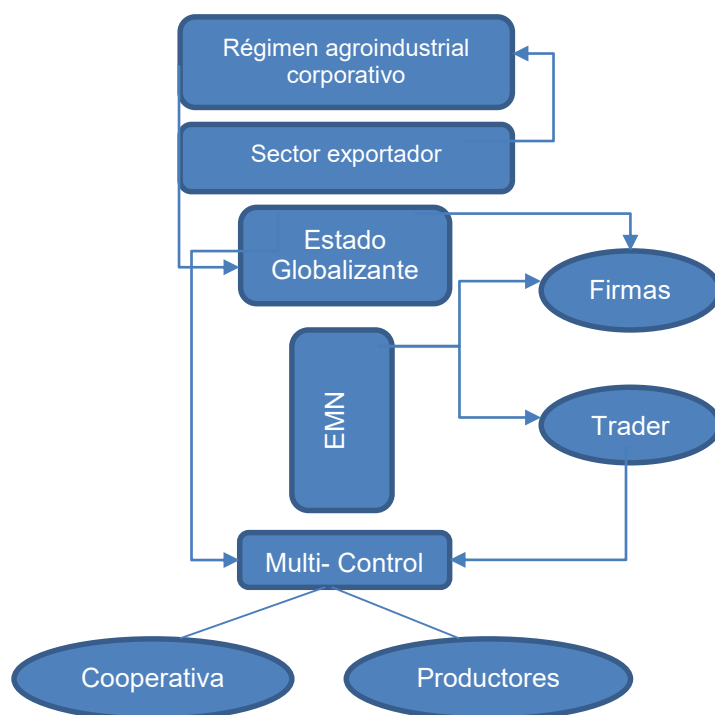 Régimen agroindustrial
corporativo
Sector exportador
Estado
Globalizante
Firmas
EMN
Trader
Multi- Control
Cooperativa
Productores